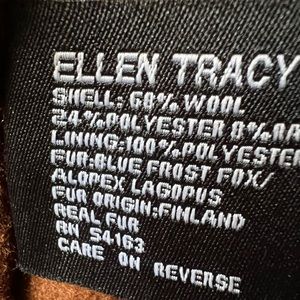 ELLEN TRACY
SHELL: 68% WOOL
24% POLYESTER 8% RA
LINING: 100% POLYESTER
FUR: BLUE FROST FOX/
ALOPEX LAGOPUS
FUR ORIGIN: FINLAND
REAL FUR
RN 54163
CARE ON REVERSE